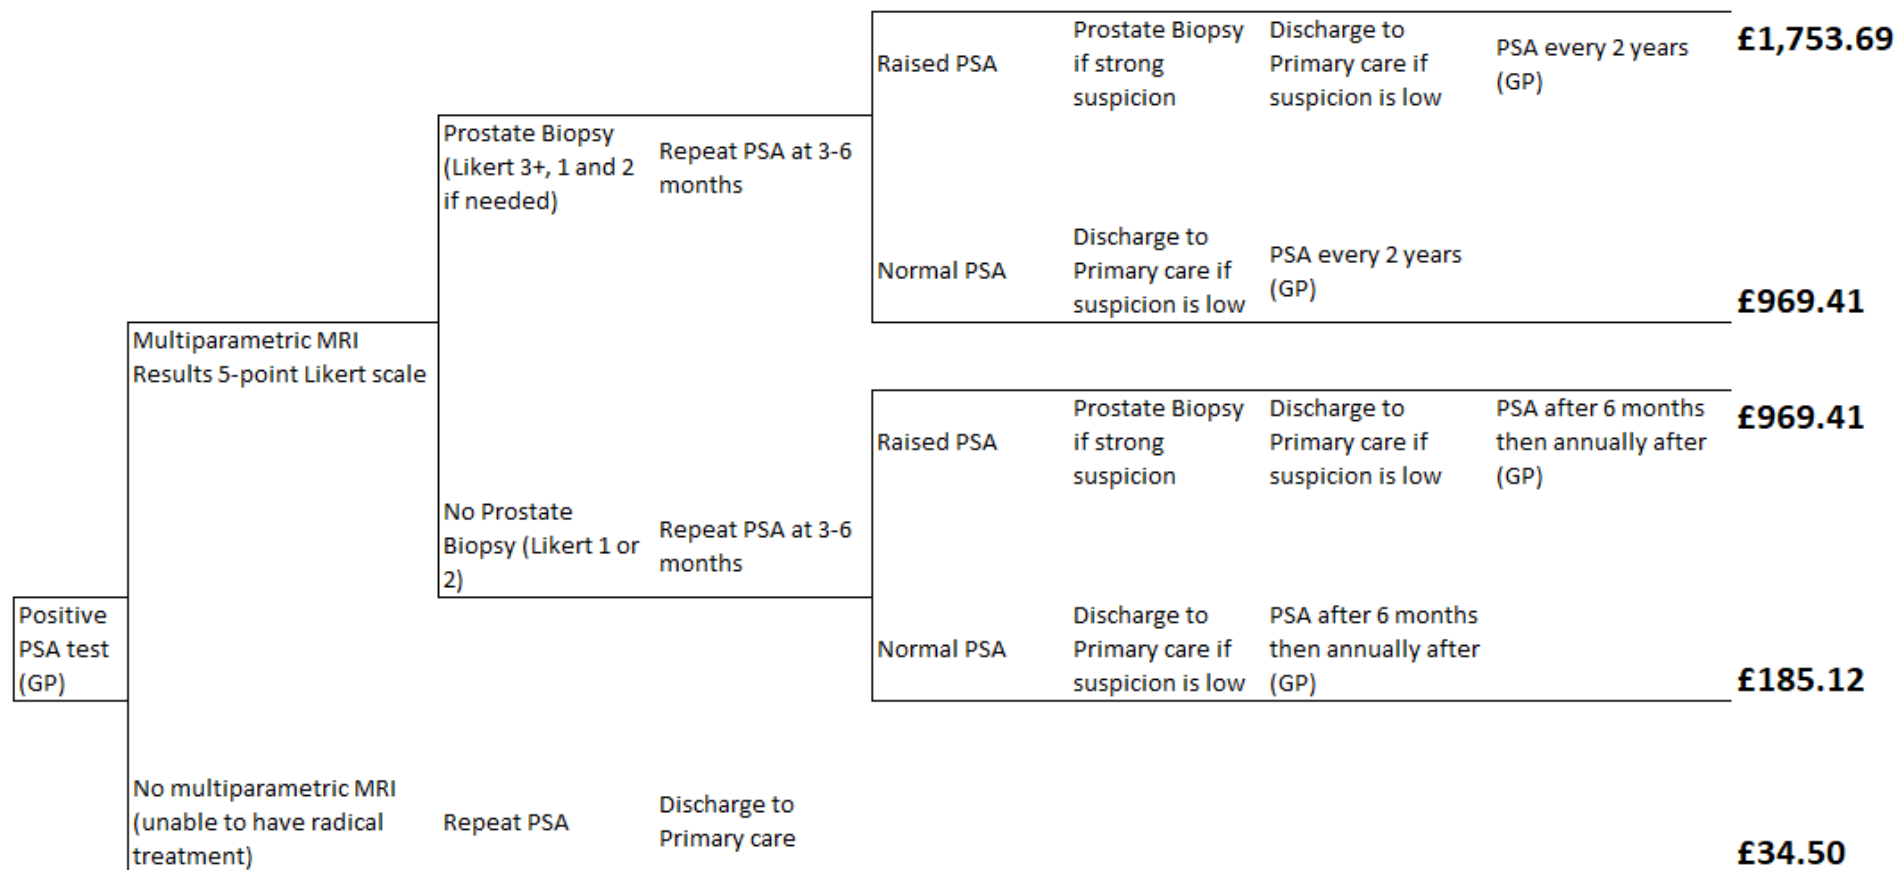 Raised PSA
Prostate Biopsy
if strong
suspicion
Discharge to
Primary care if
suspicion is low
PSA every 2 years
(GP)
£1,753.69
Prostate Biopsy
(Likert 3+, 1 and 2
if needed)
Repeat PSA at 3-6
months
Normal PSA
Discharge to
Primary care if
suspicion is low
PSA every 2 years
(GP)
£969.41
Multiparametric MRI
Results 5-point Likert scale
Raised PSA
Prostate Biopsy
if strong
suspicion
Discharge to
Primary care if
suspicion is low
PSA after 6 months
then annually after
(GP)
£969.41
No Prostate
Biopsy (Likert 1 or
2)
Repeat PSA at 3-6
months
Positive
PSA test
(GP)
Normal PSA
Discharge to
Primary care if
suspicion is low
PSA after 6 months
then annually after
(GP)
£185.12
No multiparametric MRI
(unable to have radical
treatment)
Repeat PSA
Discharge to
Primary care
£34.50